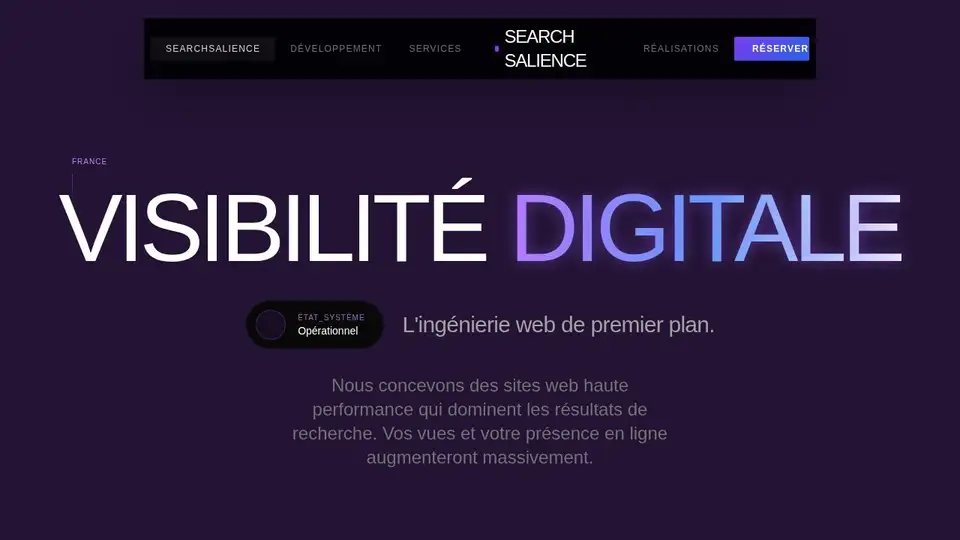 SEARCHSALIENCE
DÉVELOPPEMENT
SERVICES
SEARCH
SALIENCE
RÉALISATIONS
RÉSERVER
FRANCE
VISIBILITÉ DIGITALE
ÉTAT_SYSTÈME
Opérationnel
L'ingénierie web de premier plan.
Nous concevons des sites web haute
performance qui dominent les résultats de
recherche. Vos vues et votre présence en ligne
augmenteront massivement.